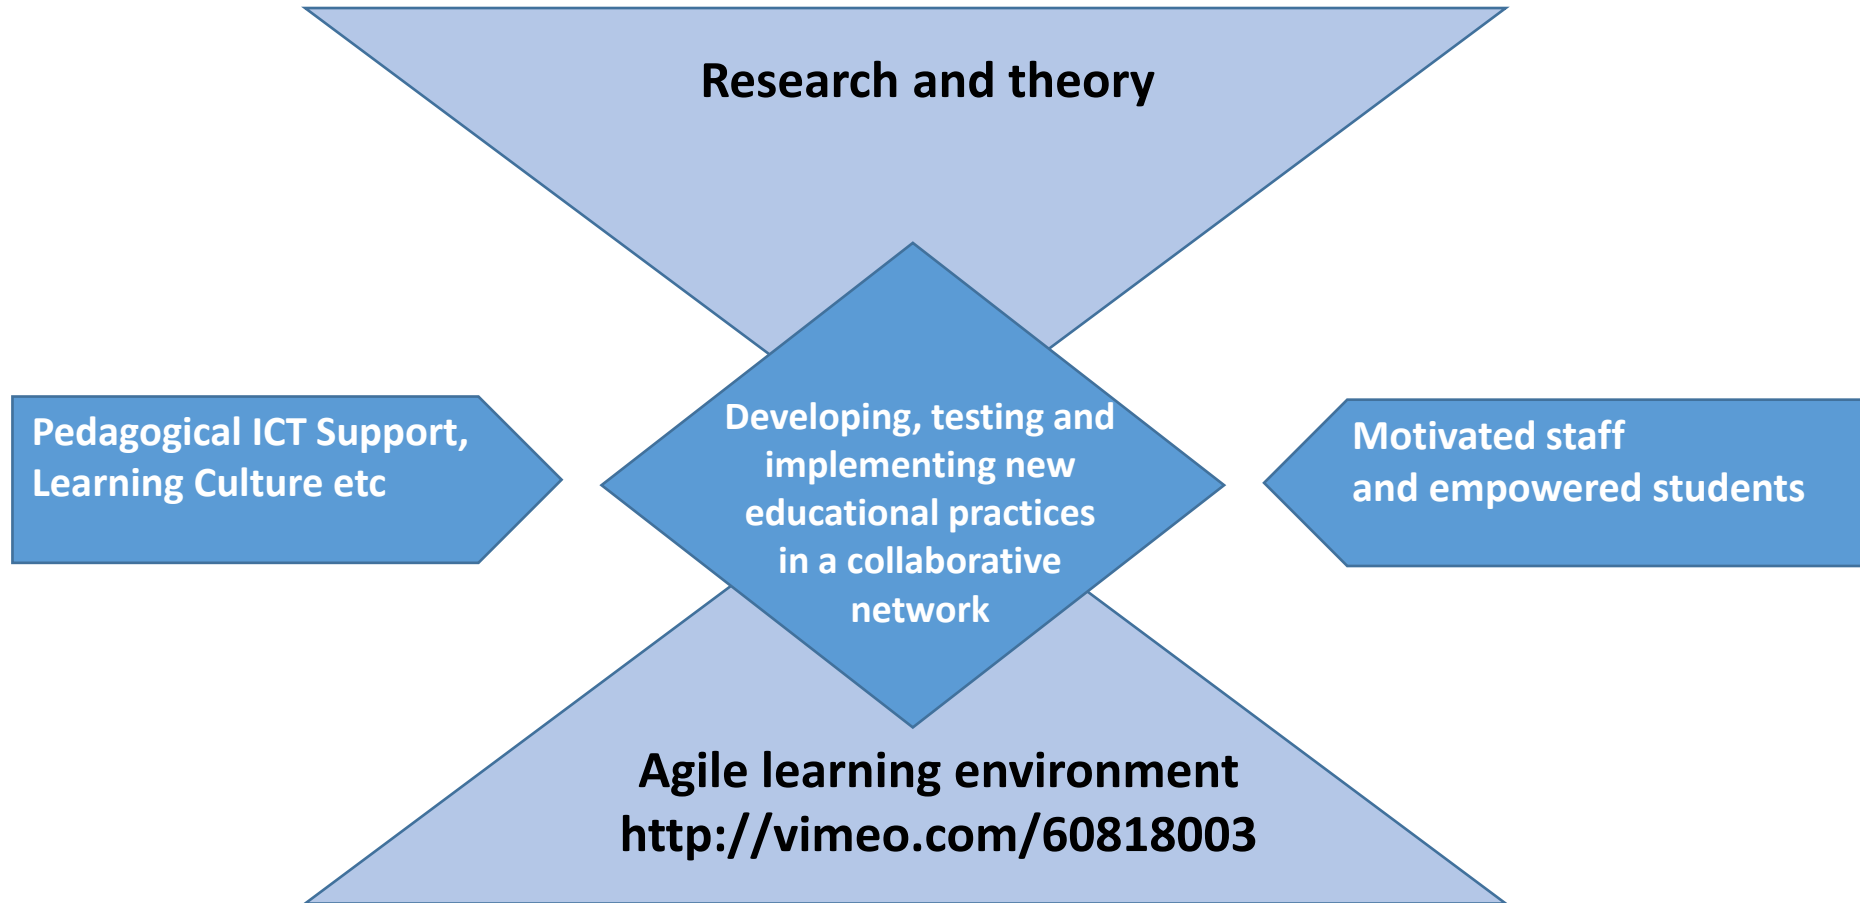 Research and theory
Pedagogical ICT Support,
Learning Culture etc
Developing, testing and
implementing new
educational practices
in a collaborative
network
Motivated staff
and empowered students
Agile learning environment
http://vimeo.com/60818003